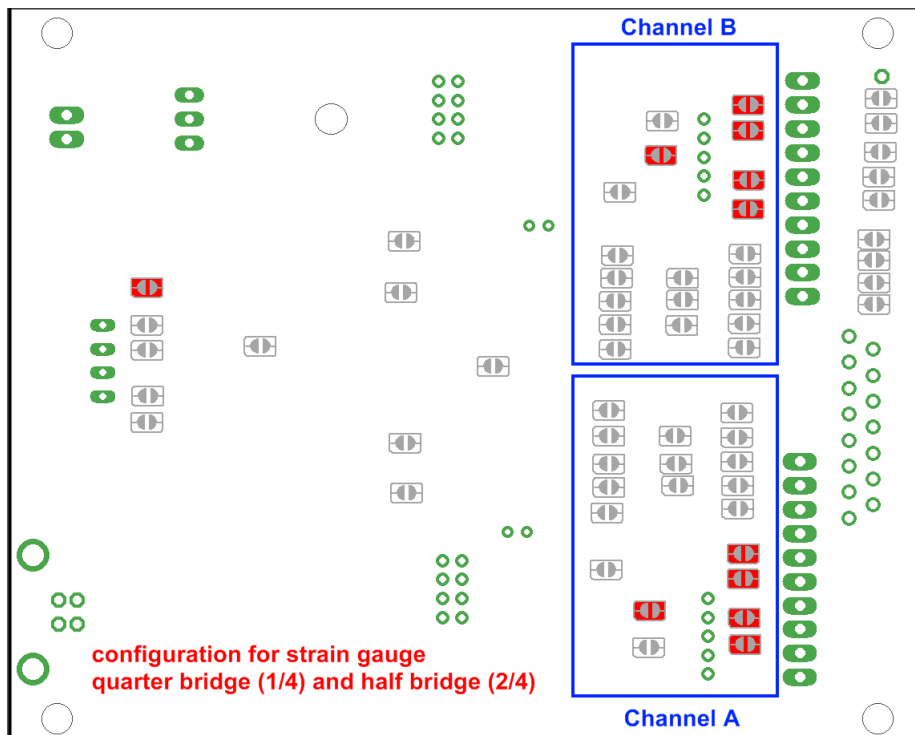 Channel B
configuration for strain gauge
quarter bridge (1/4) and half bridge (2/4)
Channel A